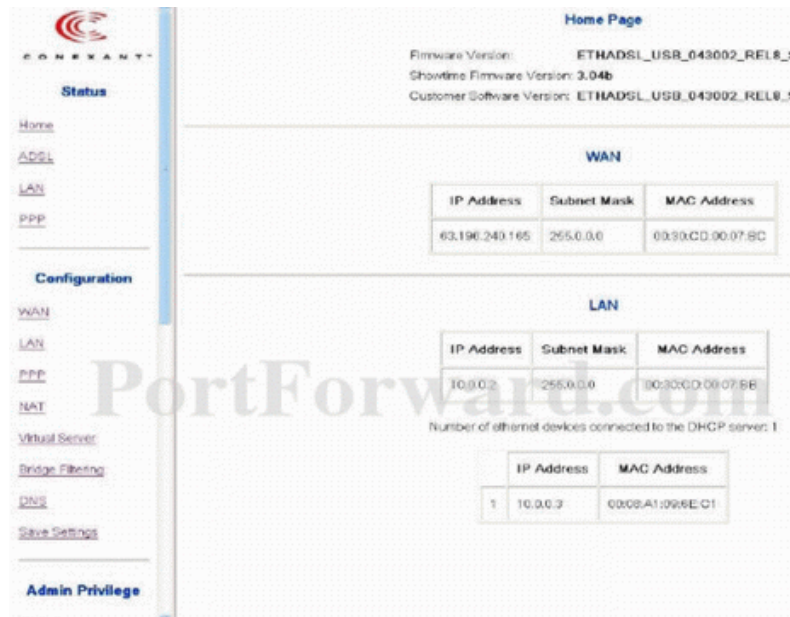 CONEXANT
Status
Home
ADSL
LAN
PPP
Configuration
WAN
LAN
PPP
NAT
Virtual Server
Bridge Filtering
DNS
Save Settings
Admin Privilege
Home Page
Firmware Version: ETHADSL_USB_043002_REL8_
Showtime Firmware Version: 3.04b
Customer Software Version: ETHADSL_USB_043002_REL8_
WAN
IP Address Subnet Mask MAC Address
63.196.240.165 255.0.0.0 00:30:CD:00:07:BC
LAN
IP Address Subnet Mask MAC Address
10.0.0.2 255.0.0.0 00:30:CD:00:07:BB
PortForward.com
Number of ethernet devices connected to the DHCP server: 1
IP Address MAC Address
1 10.0.0.3 00:08:A1:09:6E:C1